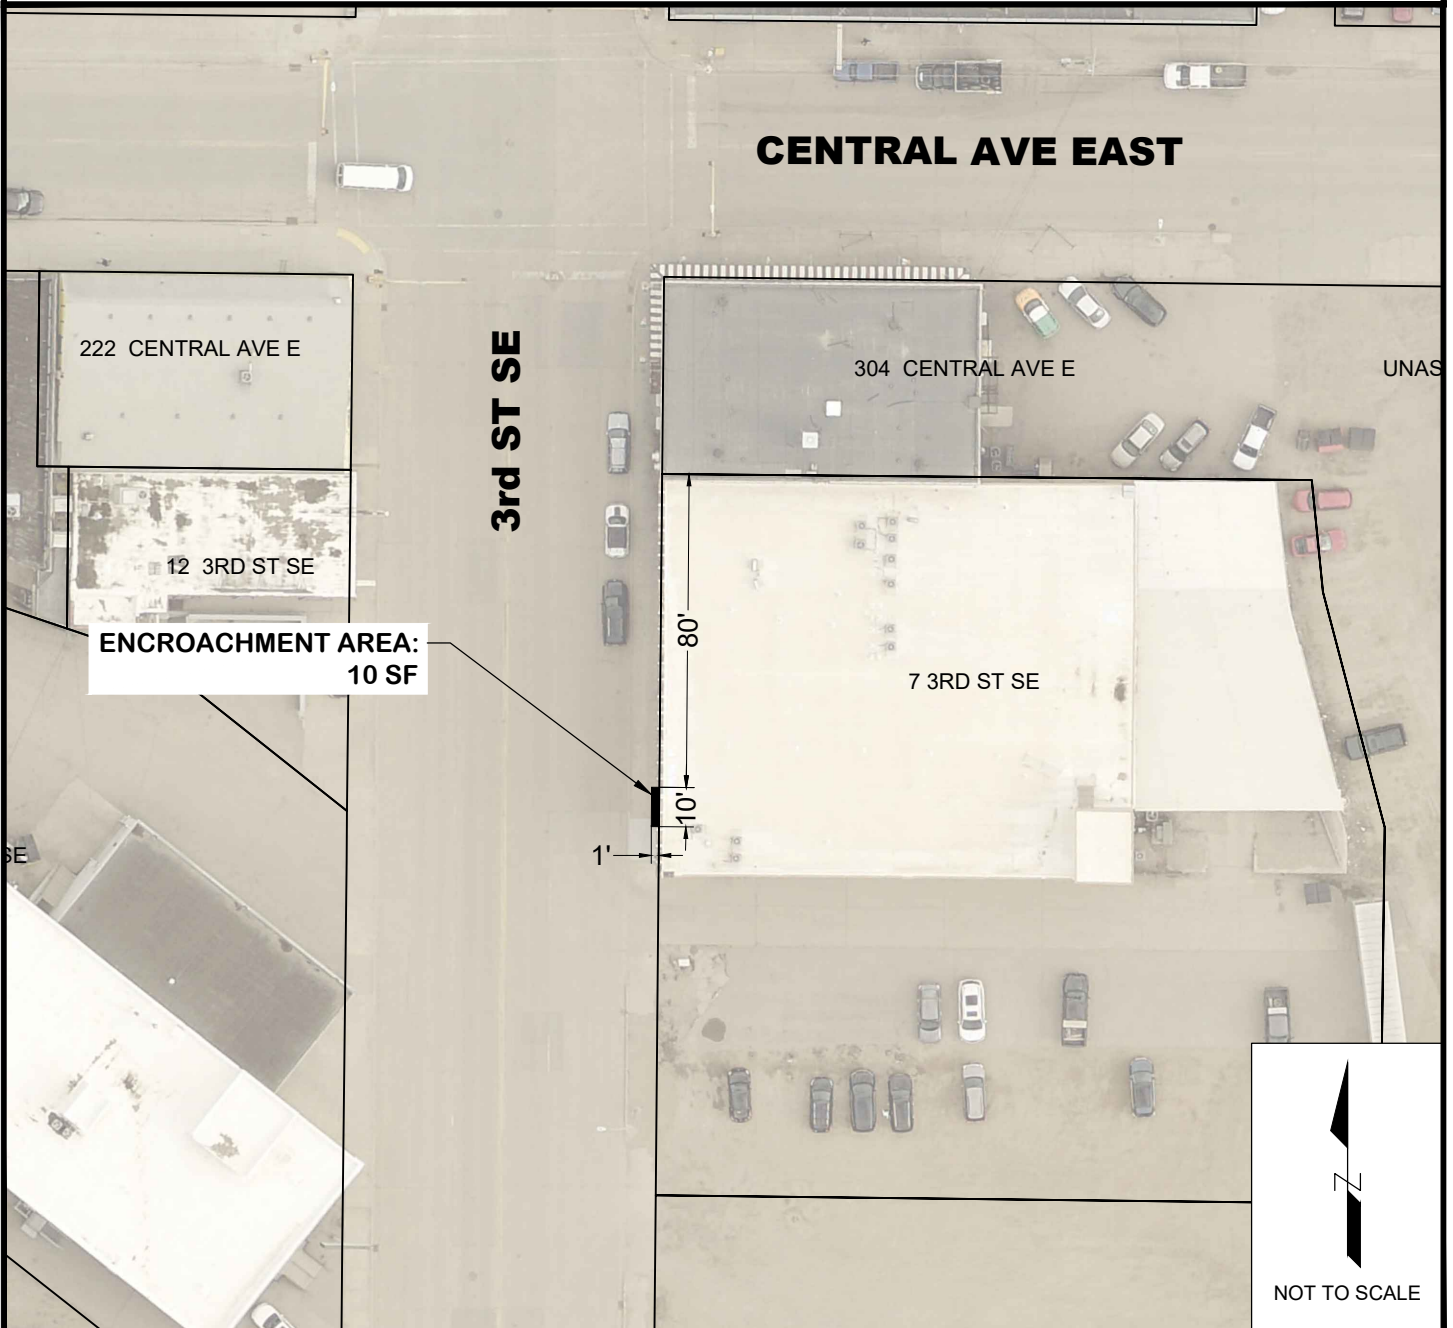 CENTRAL AVE EAST
222 CENTRAL AVE E
3rd ST SE
304 CENTRAL AVE E
UNAS
12 3RD ST SE
ENCROACHMENT AREA:
10 SF
80'
7 3RD ST SE
10'
1'
SE
N
NOT TO SCALE